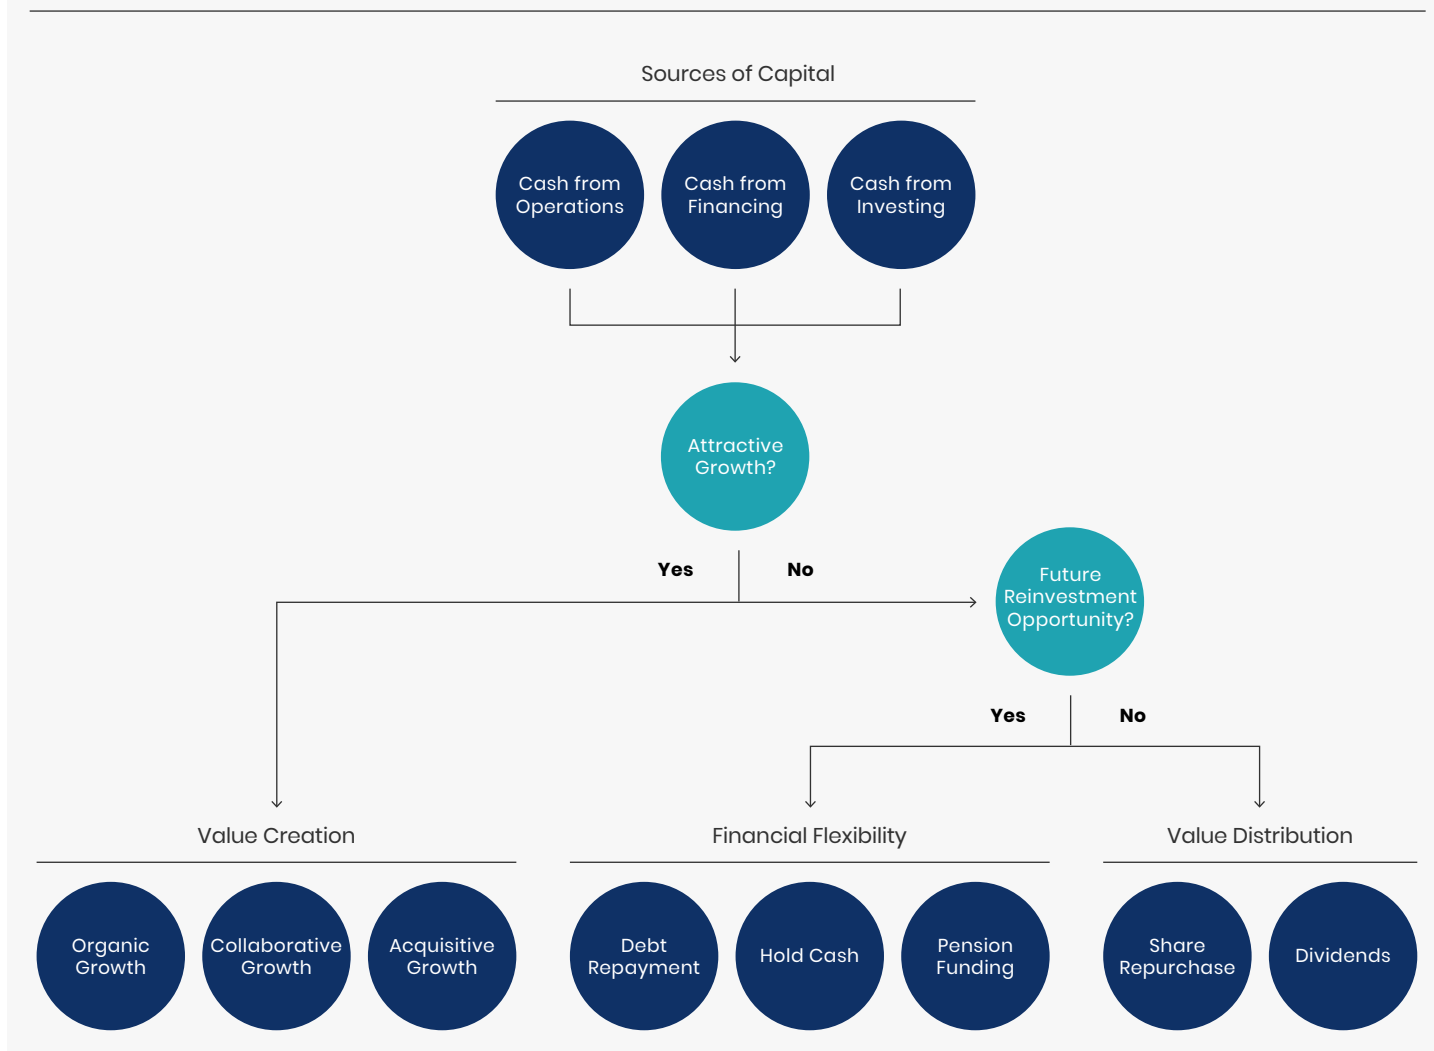 Sources of Capital
Cash from
Operations
Cash from
Financing
Cash from
Investing
Attractive
Growth?
Yes
No
Future
Reinvestment
Opportunity?
Yes
No
Value Creation
Organic
Growth
Collaborative
Growth
Acquisitive
Growth
Financial Flexibility
Debt
Repayment
Hold Cash
Pension
Funding
Value Distribution
Share
Repurchase
Dividends